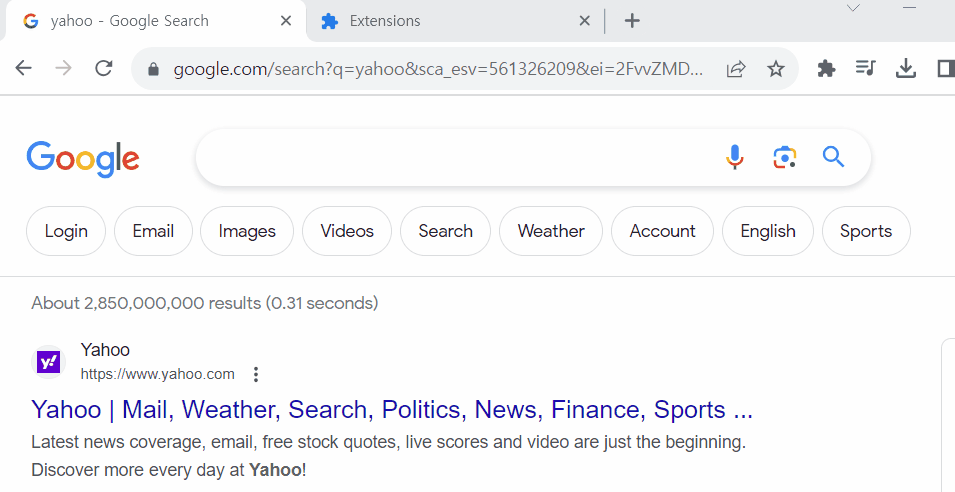 yahoo - Google Search
Extensions
google.com/search?q=yahoo&sca_esv=561326209&ei=2FvvZMD...
Google
Login Email Images Videos Search Weather Account English Sports
About 2,850,000,000 results (0.31 seconds)
y!
Yahoo
https://www.yahoo.com
Yahoo | Mail, Weather, Search, Politics, News, Finance, Sports ...
Latest news coverage, email, free stock quotes, live scores and video are just the beginning.
Discover more every day at Yahoo!